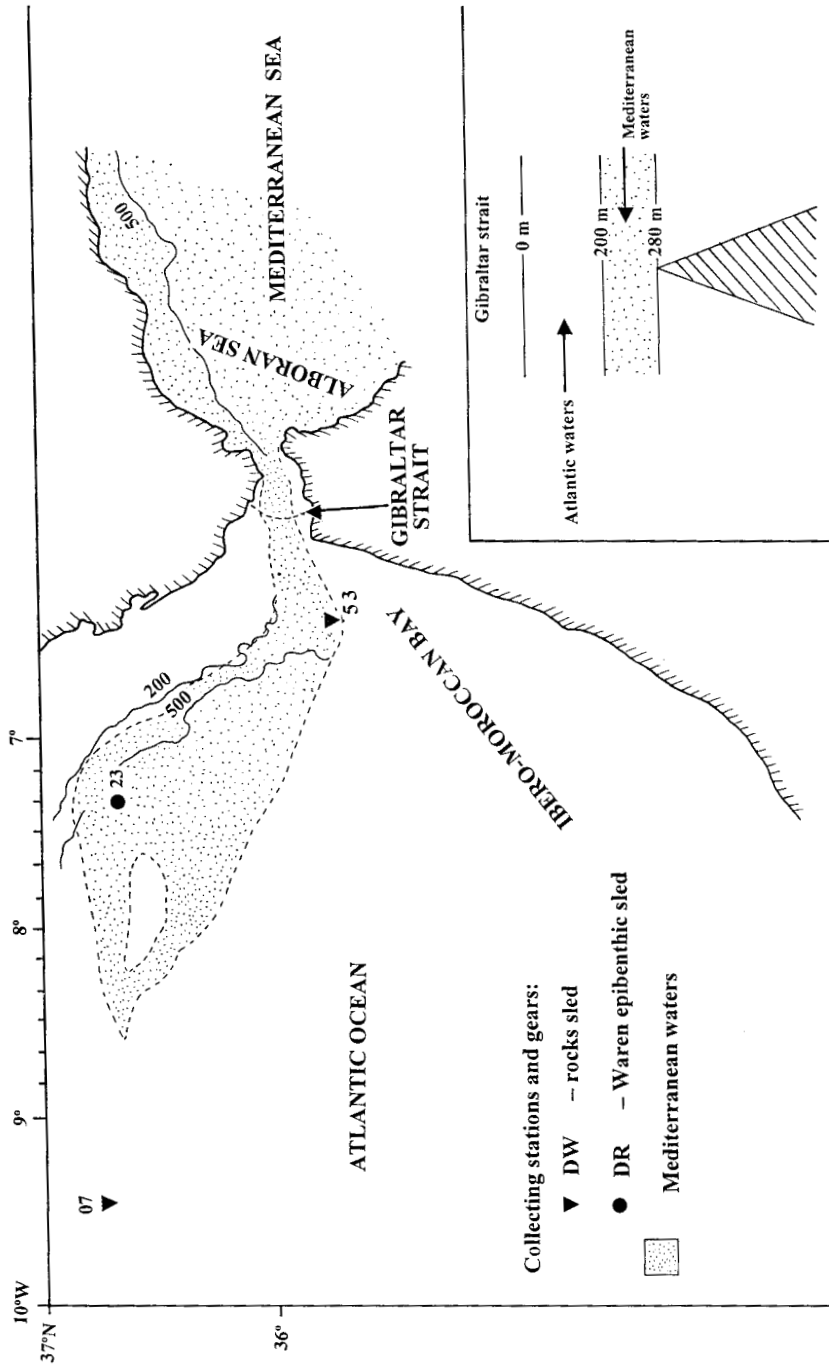 10°W
9°
8°
7°
37°N
36°
07
23
200
500
53
500
MEDITERRANEAN SEA
ALBORAN SEA
GIBRALTAR
STRAIT
IBERO-MOROCCAN BAY
ATLANTIC OCEAN
Collecting stations and gears:
DW – rocks sled
DR – Waren epibenthic sled
Mediterranean waters
Gibraltar strait
0 m
Atlantic waters
200 m
Mediterranean
waters
280 m